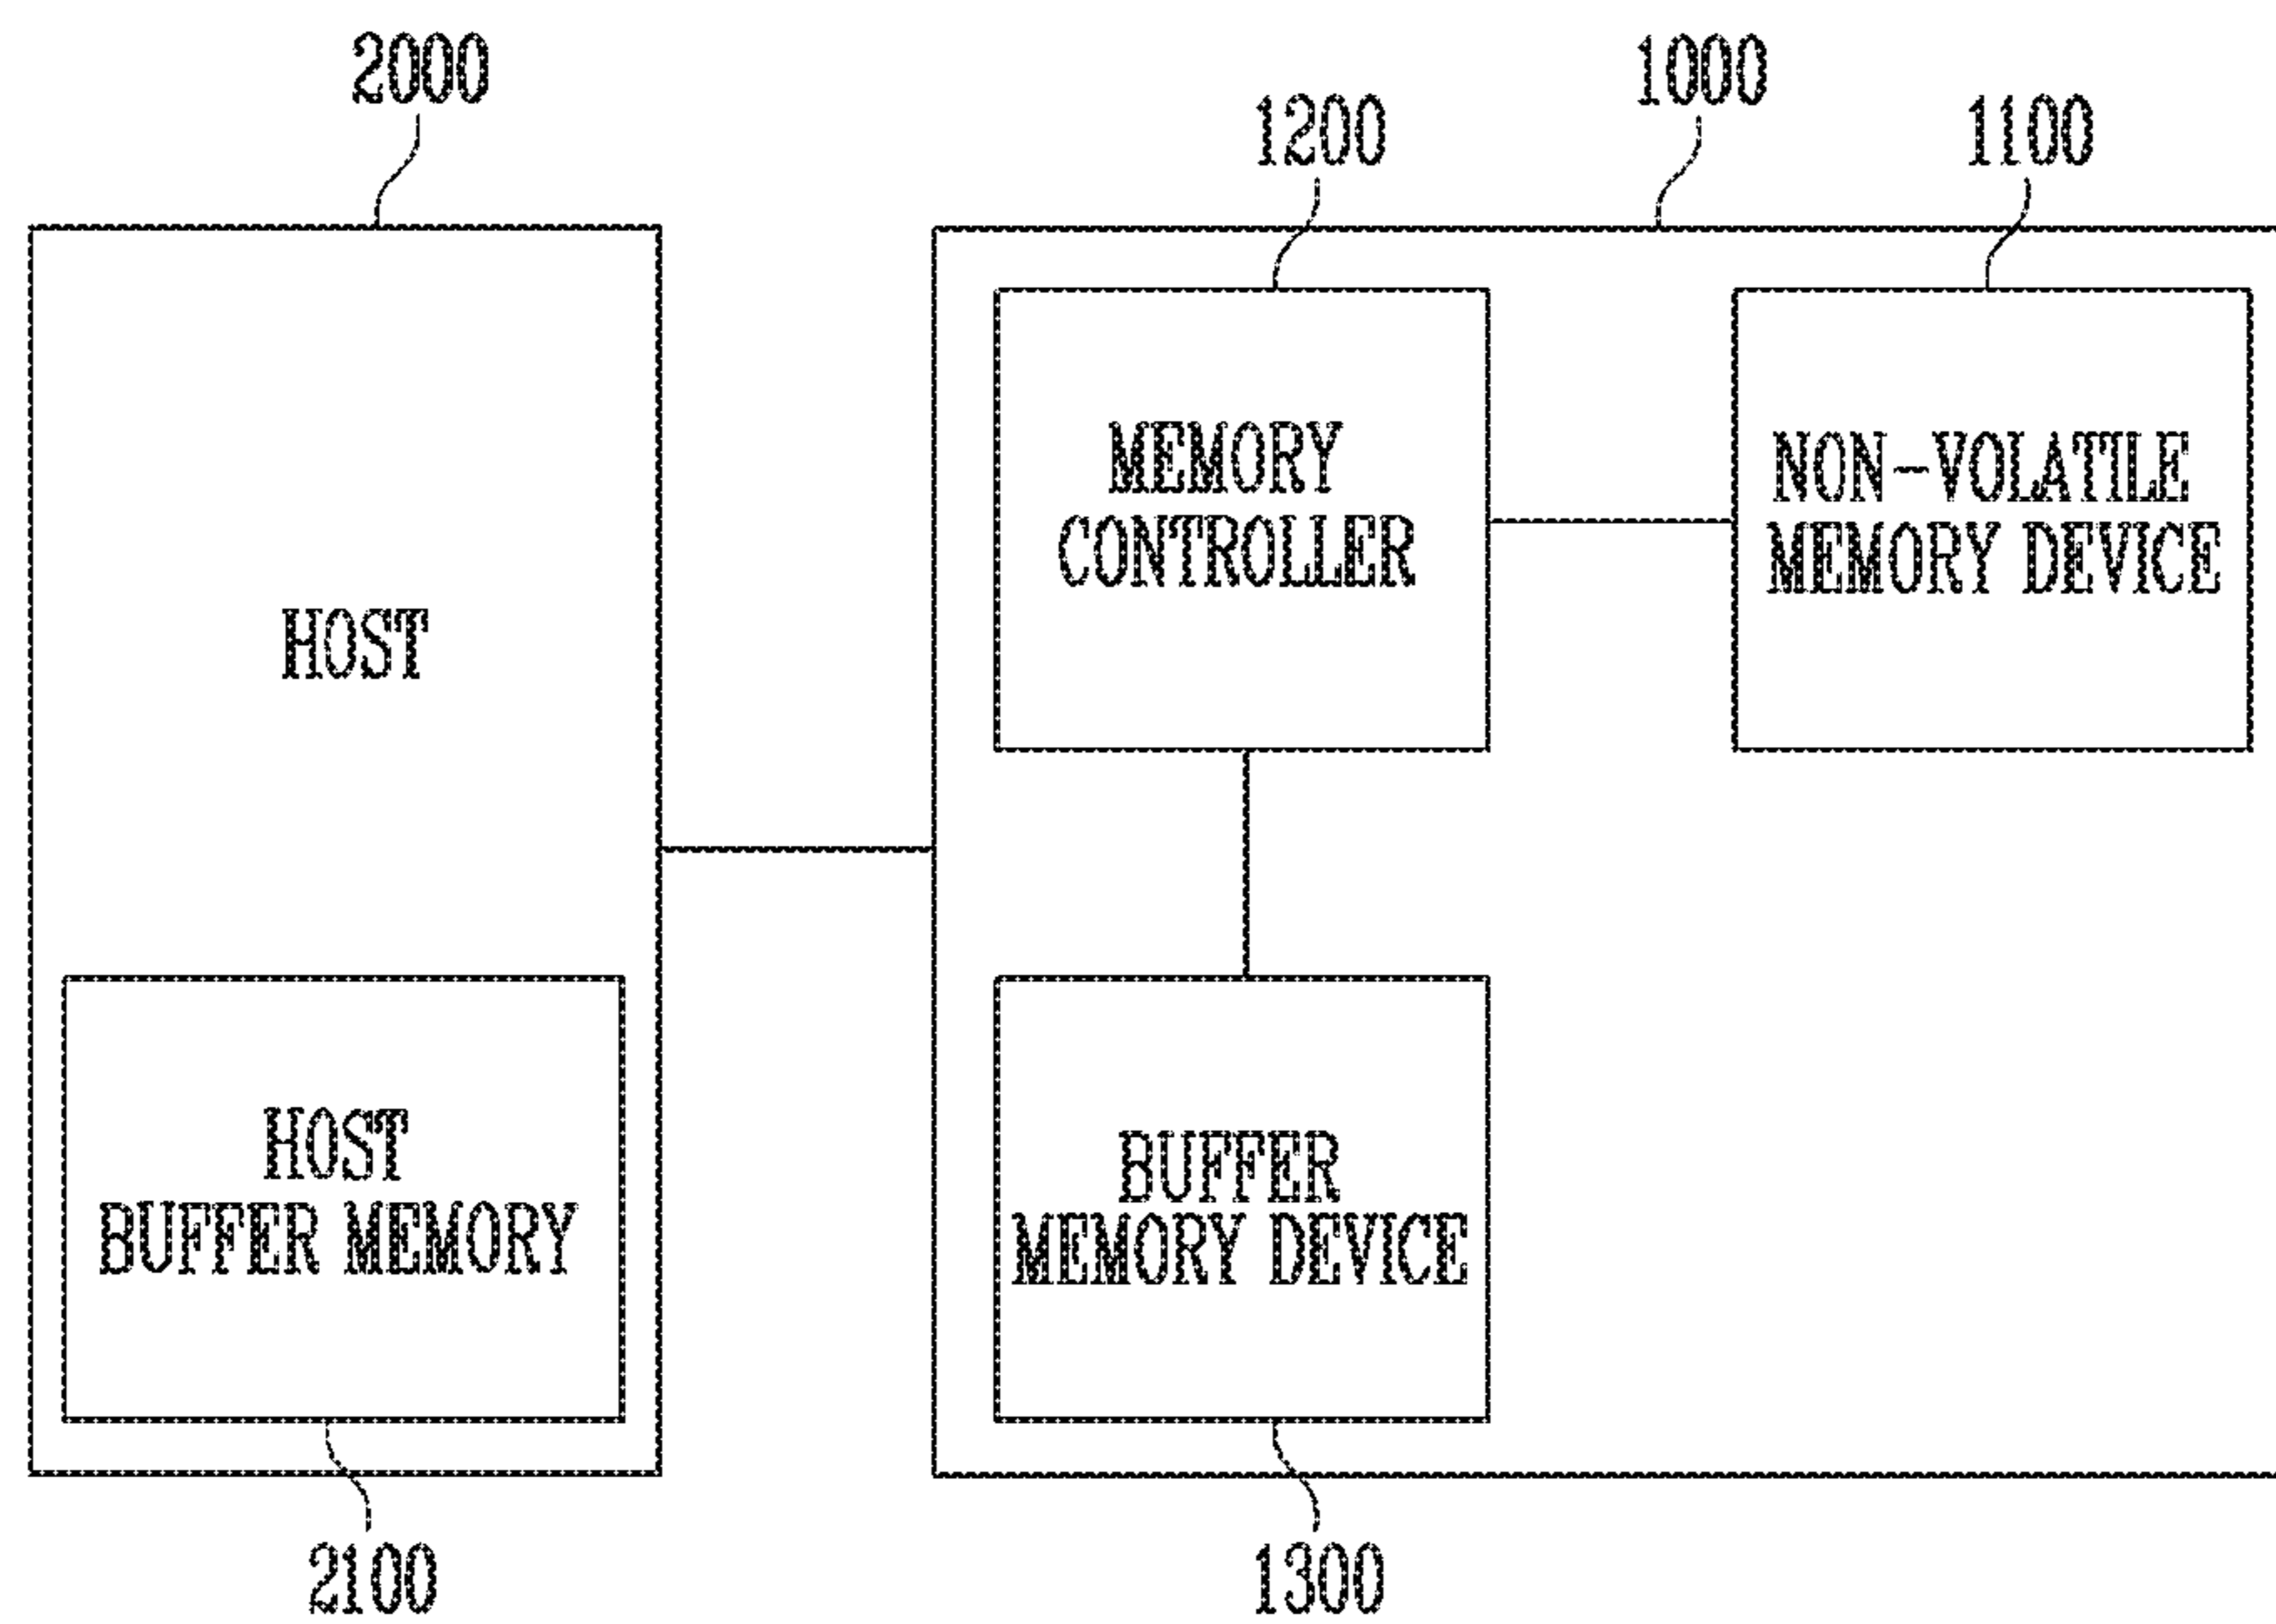 2000
1000
1200
1100
MEMORY
CONTROLLER
NON-VOLATILE
MEMORY DEVICE
HOST
HOST
BUFFER MEMORY
BUFFER
MEMORY DEVICE
2100
1300